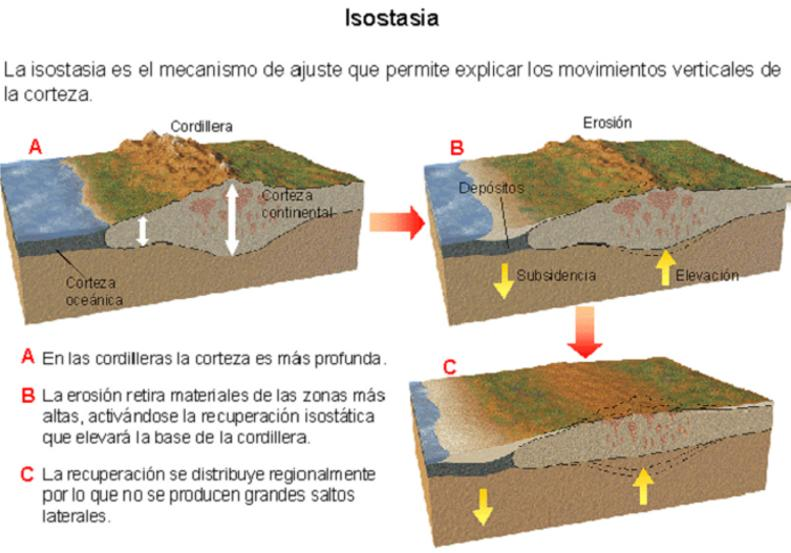 Isostasia
La isostasia es el mecanismo de ajuste que permite explicar los movimientos verticales de
la corteza.
A
Cordillera
Corteza
continental
Corteza
oceánica
B
Erosión
Depósitos
Subsidencia
Elevación
A En las cordilleras la corteza es más profunda.
B La erosión retira materiales de las zonas más
altas, activándose la recuperación isostática
que elevará la base de la cordillera.
C La recuperación se distribuye regionalmente
por lo que no se producen grandes saltos
laterales.
C